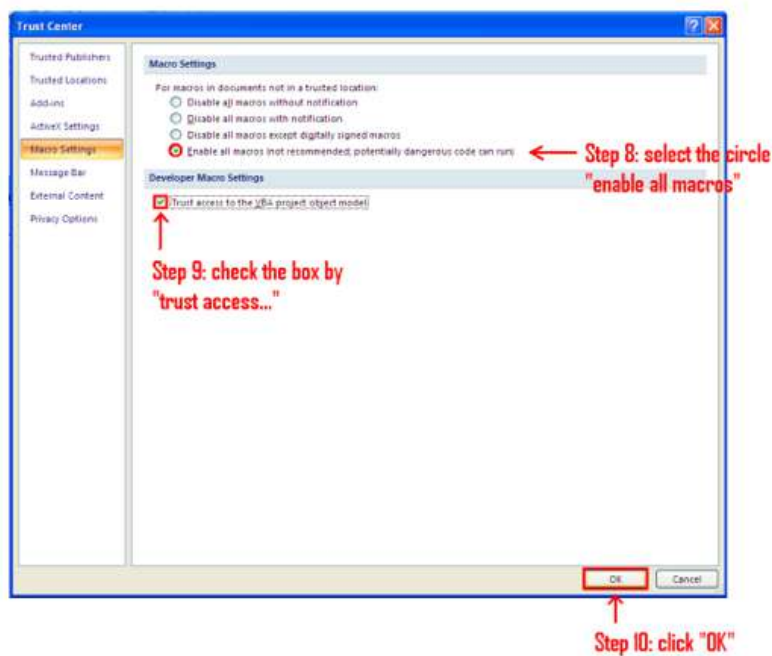 Trust Center
Trusted Publishers
Trusted Locations
Add-ins
ActiveX Settings
Macro Settings
Message Bar
External Content
Privacy Options
Macro Settings
For macros in documents not in a trusted location:
Disable all macros without notification
Disable all macros with notification
Disable all macros except digitally signed macros
Enable all macros (not recommended; potentially dangerous code can run)
Developer Macro Settings
Trust access to the VBA project object model
Step 8: select the circle
"enable all macros"
Step 9: check the box by
"trust access..."
OK
Cancel
Step 10: click "OK"